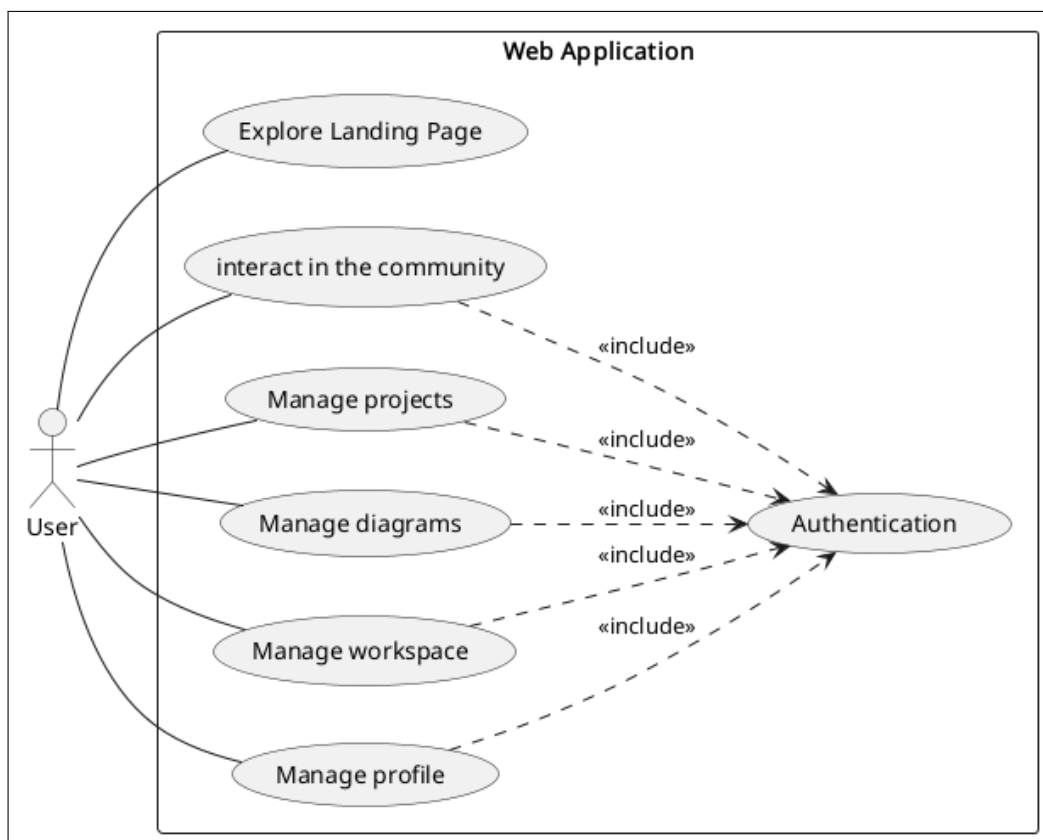 Web Application
Explore Landing Page
interact in the community
«include»
Manage projects
«include»
Manage diagrams
«include»
Authentication
User
«include»
Manage workspace
«include»
Manage profile